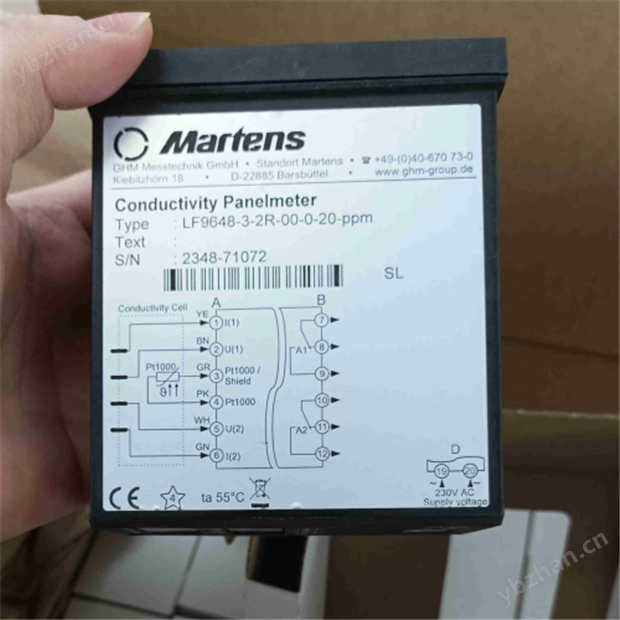 Martens
GHM Messtechnik GmbH • Standort Martens • ☎ +49-(0)40-670 73-0
Kiebitzhörn 18 • D-22885 Barsbüttel • www.ghm-group.de
Conductivity Panelmeter
Type : LF9648-3-2R-00-0-20-ppm
Text :
S/N : 2348-71072
SL
Conductivity Cell A B
YE 1 I(1) 7
BN 2 U(1) A1 8
Pt1000 GR 3 Pt1000 / Shield 9
ϑ PK 4 Pt1000 10
WH 5 U(2) A2 11
GN 6 I(2) 12
D
19 20
~ ~
230V AC
Supply voltage
CE 4 ta 55°C
ybzhan.cn
ybzhan.cn